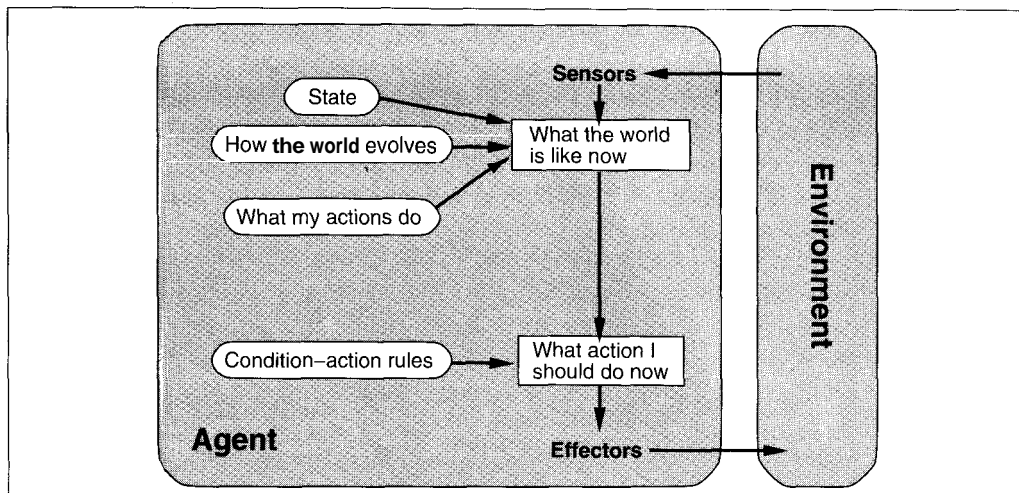 Sensors
State
What the world
is like now
How the world evolves
What my actions do
Environment
Condition–action rules
What action I
should do now
Agent
Effectors